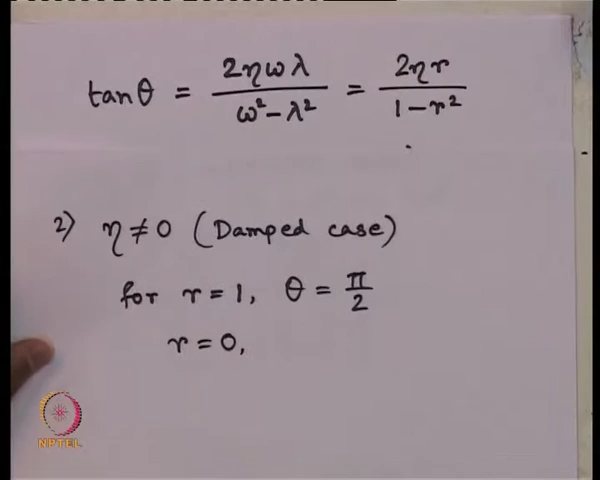 tanθ = 2ηωλ / ω² - λ² = 2ηr / 1 - r²
2) η ≠ 0 (Damped case)
for r = 1, θ = π/2
r = 0,
NPTEL